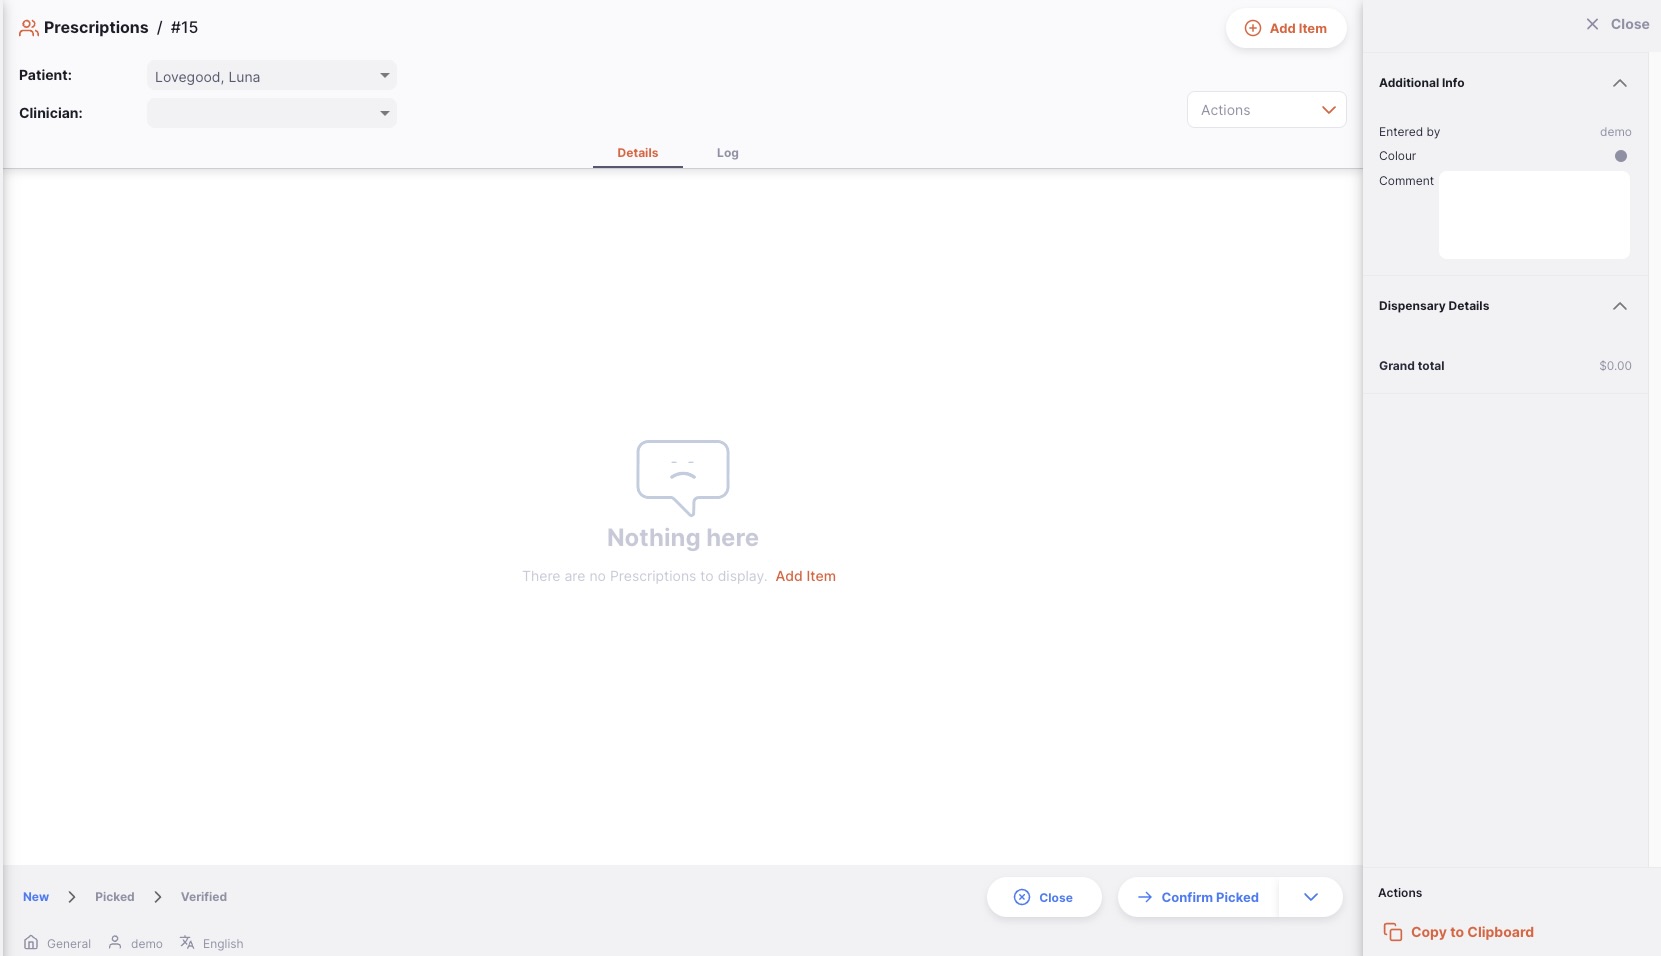 Prescriptions / #15
Add Item
Patient:
Lovegood, Luna
Clinician:
Actions
Details
Log
Nothing here
There are no Prescriptions to display. Add Item
New
Picked
Verified
Close
Confirm Picked
General
demo
English
Close
Additional Info
Entered by
demo
Colour
Comment
Dispensary Details
Grand total
$0.00
Actions
Copy to Clipboard